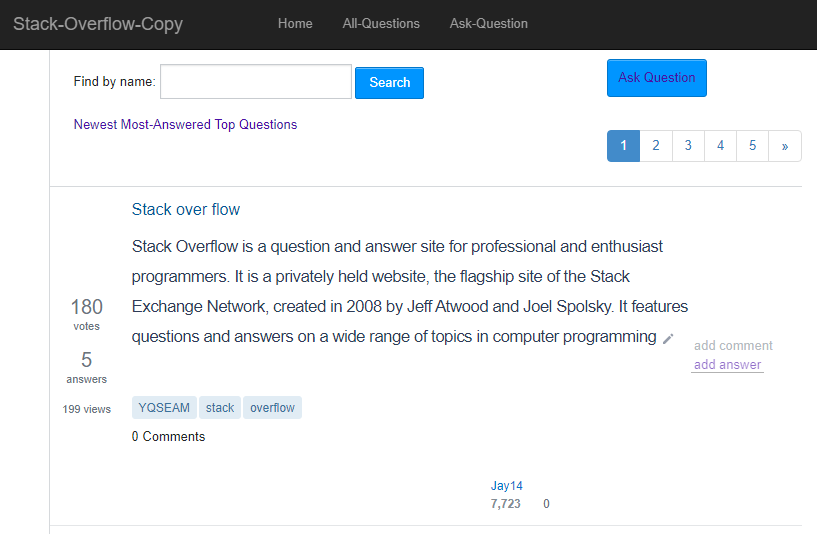 Stack-Overflow-Copy Home All-Questions Ask-Question
Find by name: Search Ask Question
Newest Most-Answered Top Questions
1 2 3 4 5 »
Stack over flow
Stack Overflow is a question and answer site for professional and enthusiast
programmers. It is a privately held website, the flagship site of the Stack
Exchange Network, created in 2008 by Jeff Atwood and Joel Spolsky. It features
questions and answers on a wide range of topics in computer programming
180
votes
5
answers
199 views
add comment
add answer
YQSEAM stack overflow
0 Comments
Jay14
7,723 0